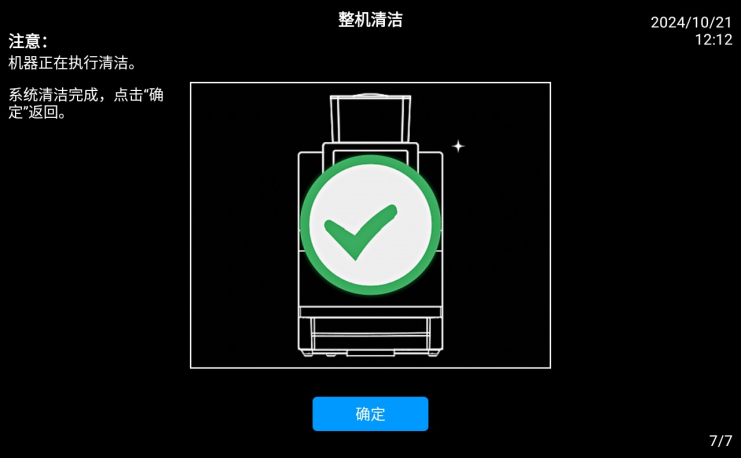 整机清洁
2024/10/21
12:12
注意：
机器正在执行清洁。
系统清洁完成，点击“确
定”返回。
确定
7/7